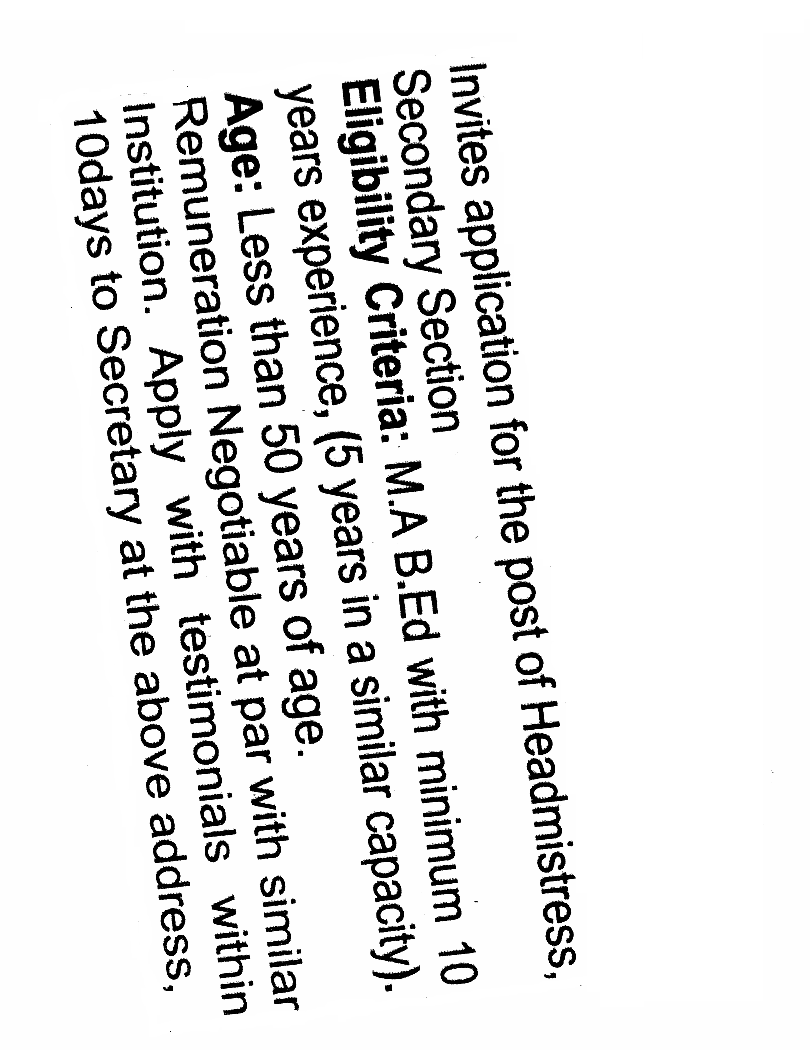 Invites application for the post of Headmistress,
Secondary Section
Eligibility Criteria: M.A B.Ed with minimum 10
years experience, (5 years in a similar capacity).
Age: Less than 50 years of age.
Remuneration Negotiable at par with similar
Institution. Apply with testimonials within
10days to Secretary at the above address,